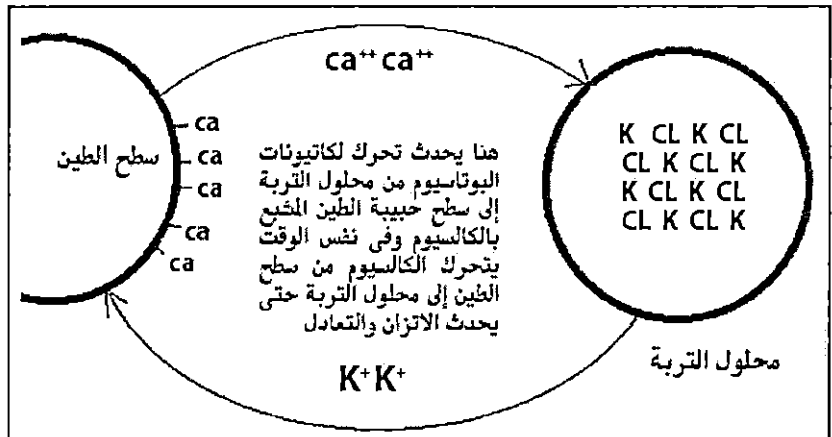 ca⁺⁺ ca⁺⁺
سطح الطين
ca
ca
ca
ca
ca
هنا يحدث تحرك لكاتيونات
البوتاسيوم من محلول التربة
إلى سطح حبيبة الطين المشبع
بالكالسيوم وفى نفس الوقت
يتحرك الكالسيوم من سطح
الطين إلى محلول التربة حتى
يحدث الاتزان والتعادل
K⁺ K⁺
K CL K CL
CL K CL K
K CL K CL
CL K CL K
محلول التربة